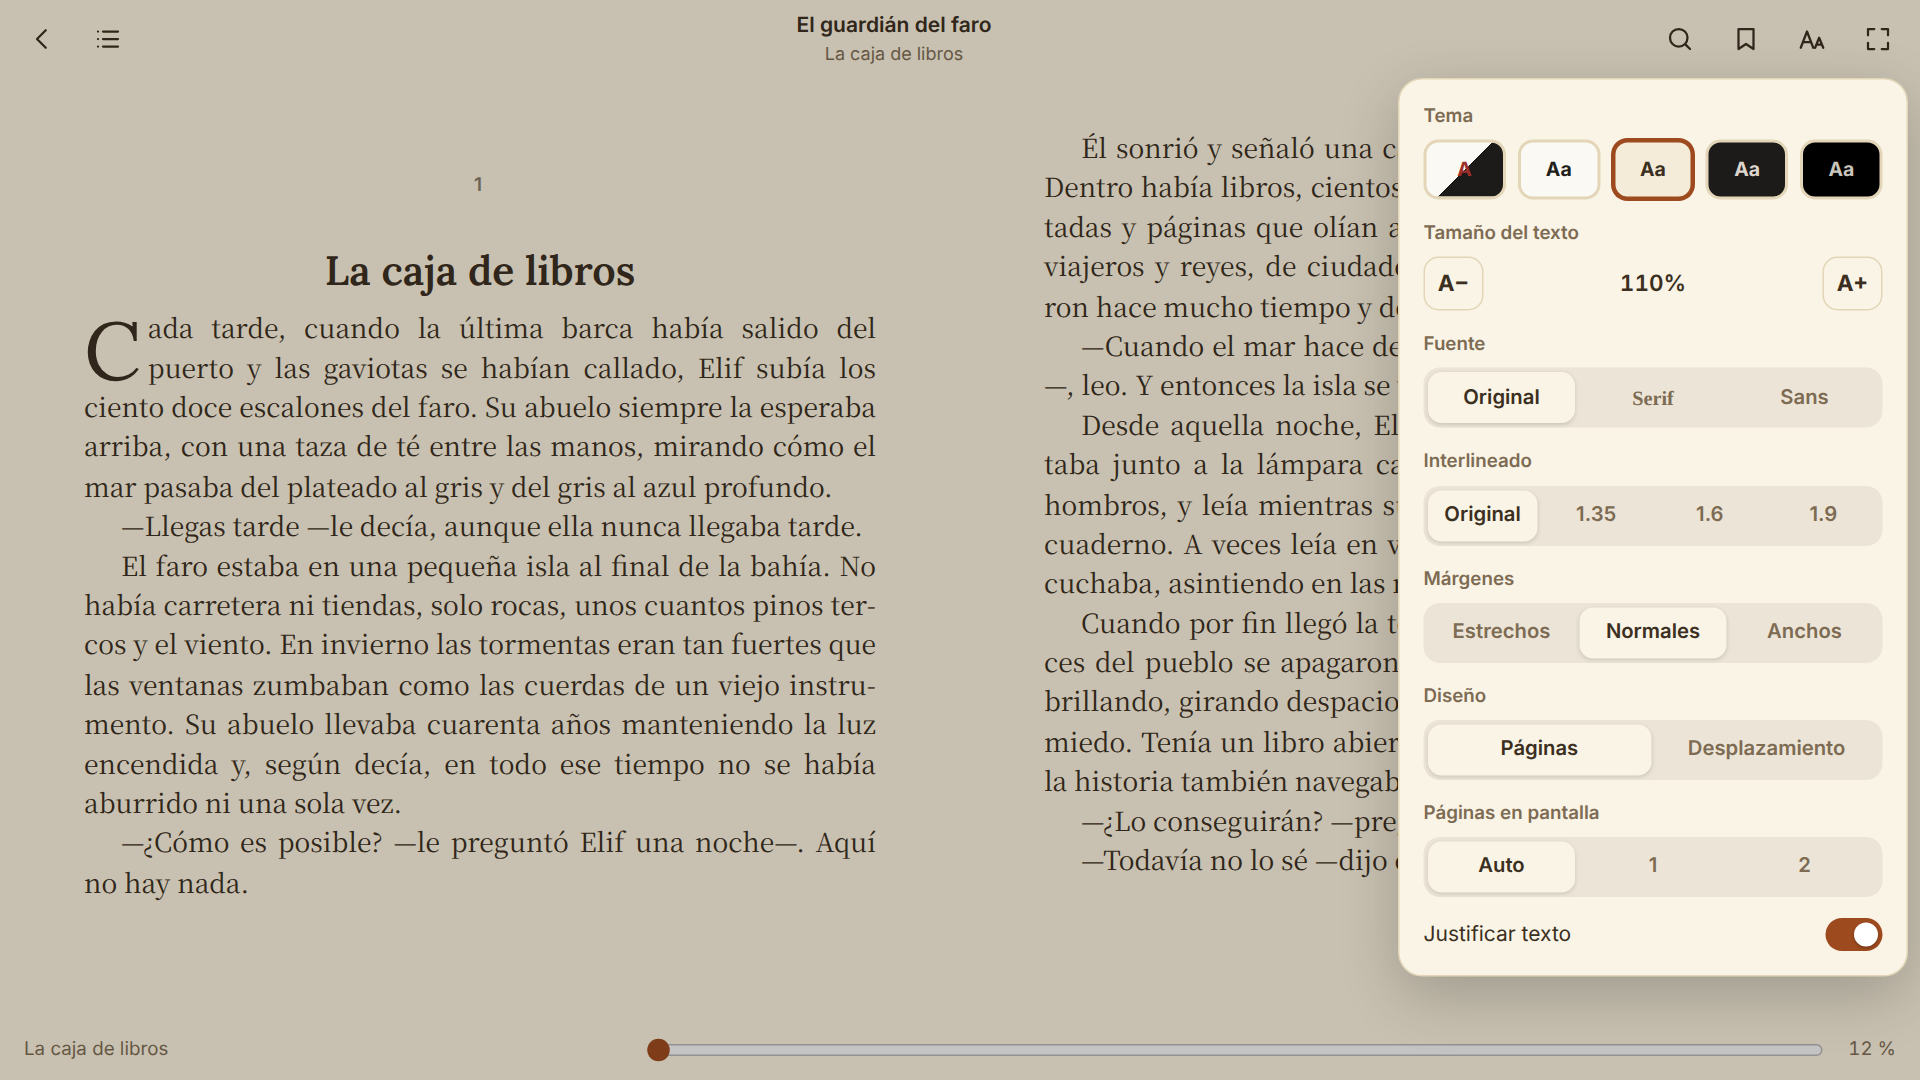 El guardián del faro
La caja de libros
1
La caja de libros
Cada tarde, cuando la última barca había salido del
puerto y las gaviotas se habían callado, Elif subía los
ciento doce escalones del faro. Su abuelo siempre la esperaba
arriba, con una taza de té entre las manos, mirando cómo el
mar pasaba del plateado al gris y del gris al azul profundo.
—Llegas tarde —le decía, aunque ella nunca llegaba tarde.
El faro estaba en una pequeña isla al final de la bahía. No
había carretera ni tiendas, solo rocas, unos cuantos pinos ter-
cos y el viento. En invierno las tormentas eran tan fuertes que
las ventanas zumbaban como las cuerdas de un viejo instru-
mento. Su abuelo llevaba cuarenta años manteniendo la luz
encendida y, según decía, en todo ese tiempo no se había
aburrido ni una sola vez.
—¿Cómo es posible? —le preguntó Elif una noche—. Aquí
no hay nada.
Él sonrió y señaló una c
Dentro había libros, cientos
tadas y páginas que olían a
viajeros y reyes, de ciudad
ron hace mucho tiempo y d
—Cuando el mar hace de
—, leo. Y entonces la isla se
Desde aquella noche, El
taba junto a la lámpara ca
hombros, y leía mientras s
cuaderno. A veces leía en v
cuchaba, asintiendo en las
Cuando por fin llegó la t
ces del pueblo se apagaron
brillando, girando despacio
miedo. Tenía un libro abier
la historia también navegab
—¿Lo conseguirán? —pre
—Todavía no lo sé —dijo
Tema
A Aa Aa Aa Aa
Tamaño del texto
A− 110% A+
Fuente
Original Serif Sans
Interlineado
Original 1.35 1.6 1.9
Márgenes
Estrechos Normales Anchos
Diseño
Páginas Desplazamiento
Páginas en pantalla
Auto 1 2
Justificar texto
La caja de libros
12 %